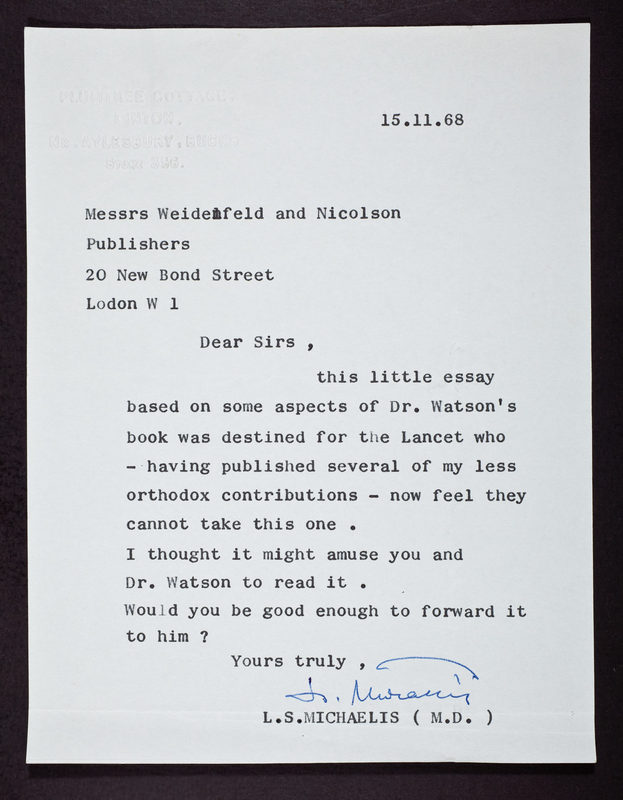 COTTAGE.
AYLESBURY, BUCKS
15.11.68
Messrs Weidenfeld and Nicolson
Publishers
20 New Bond Street
Lodon W 1
Dear Sirs ,
this little essay
based on some aspects of Dr. Watson's
book was destined for the Lancet who
- having published several of my less
orthodox contributions - now feel they
cannot take this one .
I thought it might amuse you and
Dr. Watson to read it .
Would you be good enough to forward it
to him ?
Yours truly ,
L.S.MICHAELIS ( M.D. )